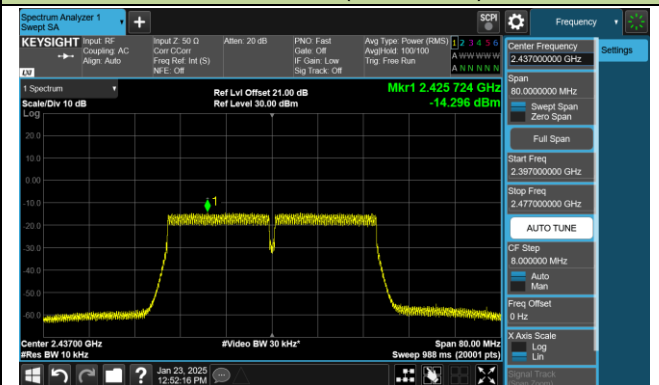 Spectrum Analyzer 1
Swept SA
SCPI
Frequency
KEYSIGHT
Input: RF
Coupling: AC
Align: Auto
Input Z: 50 Ω
Corr CCorr
Freq Ref: Int (S)
NFE: Off
Atten: 20 dB
PNO: Fast
Gate: Off
IF Gain: Low
Sig Track: Off
Avg Type: Power (RMS)
Avg|Hold: 100/100
Trig: Free Run
1 2 3 4 5 6
A W W W W W
A N N N N N
LXI
1 Spectrum
Scale/Div 10 dB
Log
Ref Lvl Offset 21.00 dB
Ref Level 30.00 dBm
Mkr1 2.425 724 GHz
-14.296 dBm
20.0
10.0
0.00
-10.0
-20.0
-30.0
-40.0
-50.0
-60.0
1
Center 2.43700 GHz
#Res BW 10 kHz
#Video BW 30 kHz*
Span 80.00 MHz
Sweep 988 ms (20001 pts)
Center Frequency
2.437000000 GHz
Settings
Span
80.0000000 MHz
Swept Span
Zero Span
Full Span
Start Freq
2.397000000 GHz
Stop Freq
2.477000000 GHz
AUTO TUNE
CF Step
8.000000 MHz
Auto
Man
Freq Offset
0 Hz
X Axis Scale
Log
Lin
Signal Track
(Span Zoom)
?
Jan 23, 2025
12:52:16 PM